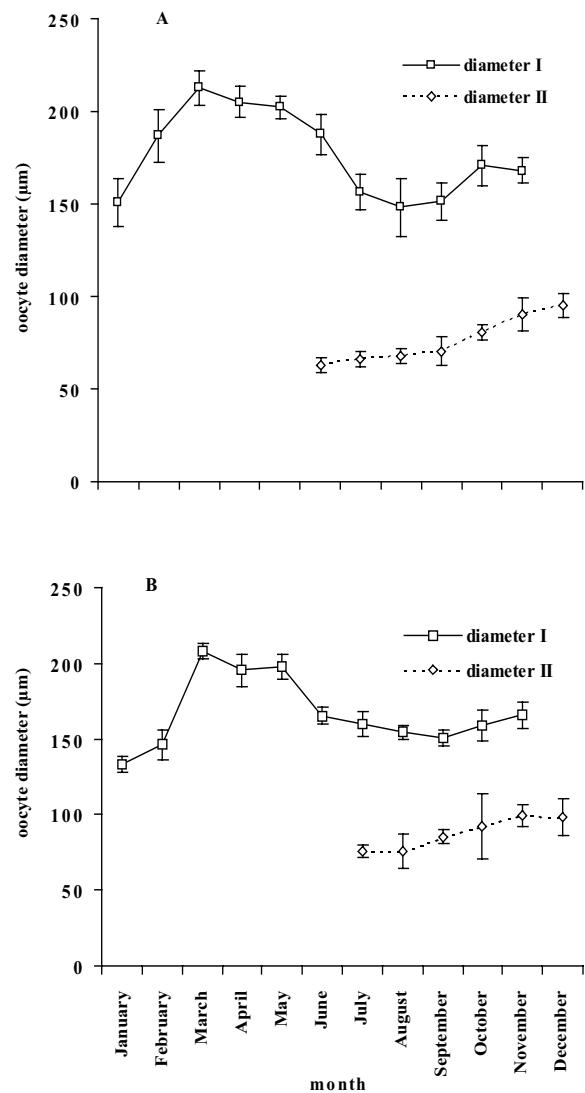 A
250
200
150
100
50
0
oocyte diameter (µm)
diameter I
diameter II
B
250
200
150
100
50
0
oocyte diameter (µm)
diameter I
diameter II
January
February
March
April
May
June
July
August
September
October
November
December
month